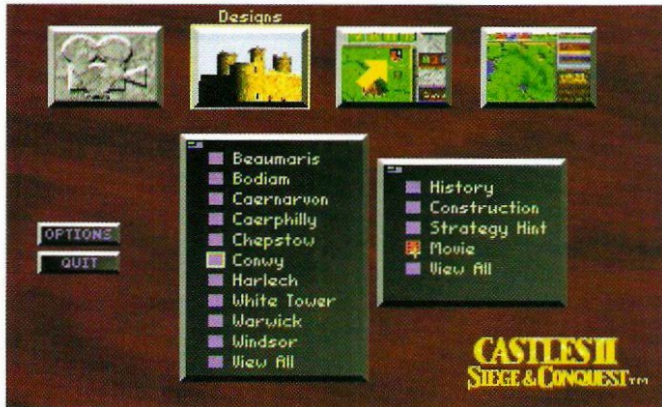 Designs
OPTIONS
QUIT
Beaumaris
Bodiam
Caernarvon
Caerphilly
Chepstow
Conwy
Harlech
White Tower
Warwick
Windsor
View All
History
Construction
Strategy Hint
Movie
View All
CASTLES II
SIEGE & CONQUEST™